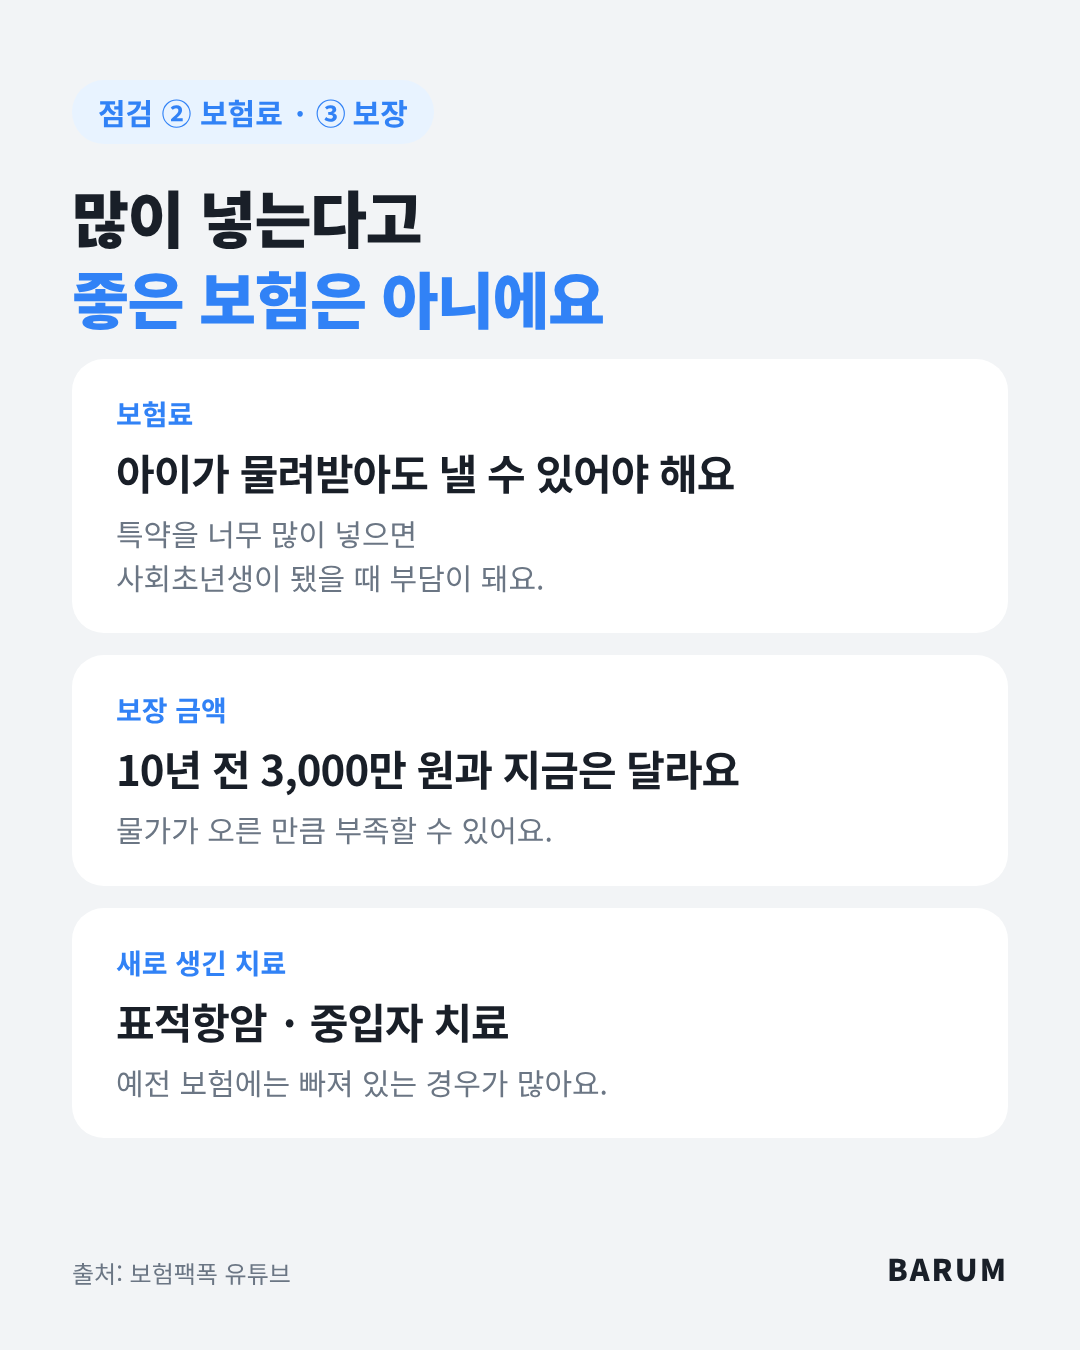 점검 ② 보험료 · ③ 보장
많이 넣는다고
좋은 보험은 아니에요
보험료
아이가 물려받아도 낼 수 있어야 해요
특약을 너무 많이 넣으면
사회초년생이 됐을 때 부담이 돼요.
보장 금액
10년 전 3,000만 원과 지금은 달라요
물가가 오른 만큼 부족할 수 있어요.
새로 생긴 치료
표적항암 · 중입자 치료
예전 보험에는 빠져 있는 경우가 많아요.
출처: 보험팩폭 유튜브
BARUM